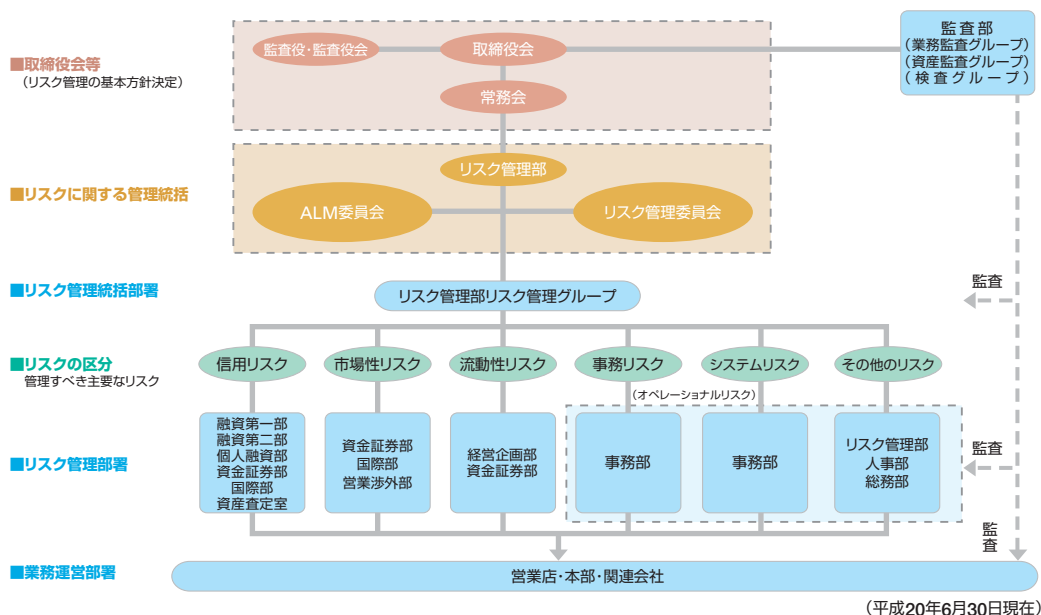 ■取締役会等
(リスク管理の基本方針決定)
監査役・監査役会
取締役会
常務会
監査部
(業務監査グループ)
(資産監査グループ)
(検査グループ)
■リスクに関する管理統括
リスク管理部
ALM委員会
リスク管理委員会
■リスク管理統括部署
リスク管理部リスク管理グループ
監査
■リスクの区分
管理すべき主要なリスク
信用リスク
市場性リスク
流動性リスク
事務リスク
システムリスク
その他のリスク
(オペレーショナルリスク)
■リスク管理部署
融資第一部
融資第二部
個人融資部
資金証券部
国際部
資産査定室
資金証券部
国際部
営業渉外部
経営企画部
資金証券部
事務部
事務部
リスク管理部
人事部
総務部
監査
監査
■業務運営部署
営業店・本部・関連会社
(平成20年6月30日現在)